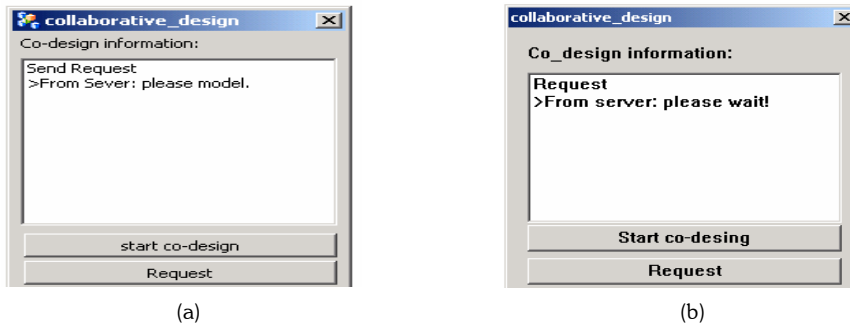 collaborative_design
Co-design information:
Send Request
>From Sever: please model.
start co-design
Request
(a)
collaborative_design
Co_design information:
Request
>From server: please wait!
Start co-desing
Request
(b)